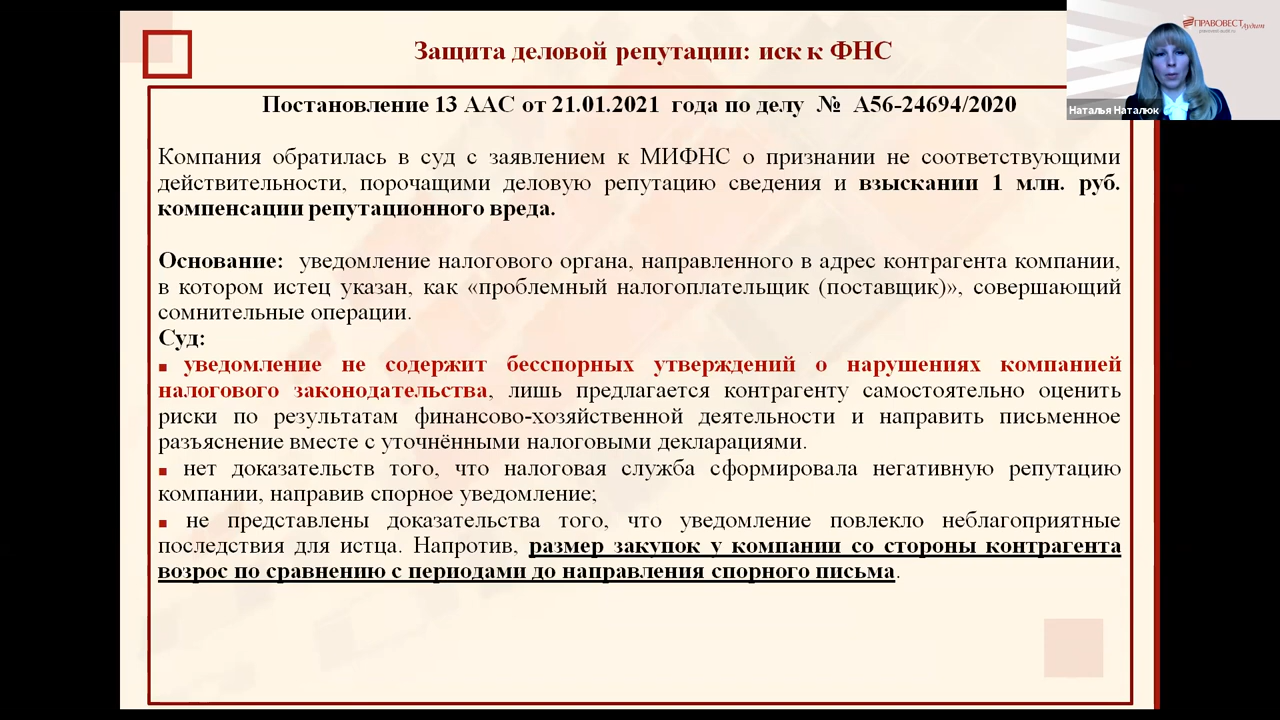 Защита деловой репутации: иск к ФНС
ПРАВОВЕСТ Аудит
pravovest-audit.ru
Наталья Наталюк
Постановление 13 ААС от 21.01.2021 года по делу № А56-24694/2020
Компания обратилась в суд с заявлением к МИФНС о признании не соответствующими
действительности, порочащими деловую репутацию сведения и взыскании 1 млн. руб.
компенсации репутационного вреда.
Основание: уведомление налогового органа, направленного в адрес контрагента компании,
в котором истец указан, как «проблемный налогоплательщик (поставщик)», совершающий
сомнительные операции.
Суд:
▪ уведомление не содержит бесспорных утверждений о нарушениях компанией
налогового законодательства, лишь предлагается контрагенту самостоятельно оценить
риски по результатам финансово-хозяйственной деятельности и направить письменное
разъяснение вместе с уточнёнными налоговыми декларациями.
▪ нет доказательств того, что налоговая служба сформировала негативную репутацию
компании, направив спорное уведомление;
▪ не представлены доказательства того, что уведомление повлекло неблагоприятные
последствия для истца. Напротив, размер закупок у компании со стороны контрагента
возрос по сравнению с периодами до направления спорного письма.